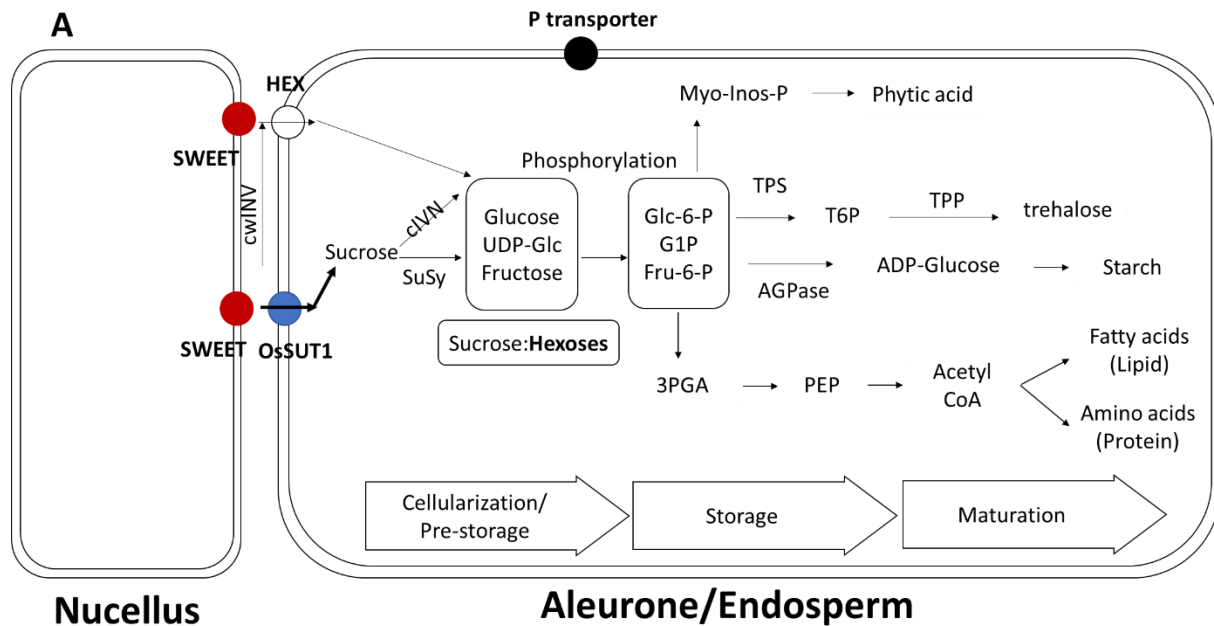 A
P transporter
HEX
Myo-Inos-P
Phytic acid
SWEET
cwINV
Phosphorylation
Glucose
UDP-Glc
Fructose
Glc-6-P
G1P
Fru-6-P
TPS
T6P
TPP
trehalose
Sucrose
cIVN
SuSy
AGPase
ADP-Glucose
Starch
SWEET
OsSUT1
Sucrose:Hexoses
3PGA
PEP
Acetyl
CoA
Fatty acids
(Lipid)
Amino acids
(Protein)
Cellularization/
Pre-storage
Storage
Maturation
Nucellus
Aleurone/Endosperm